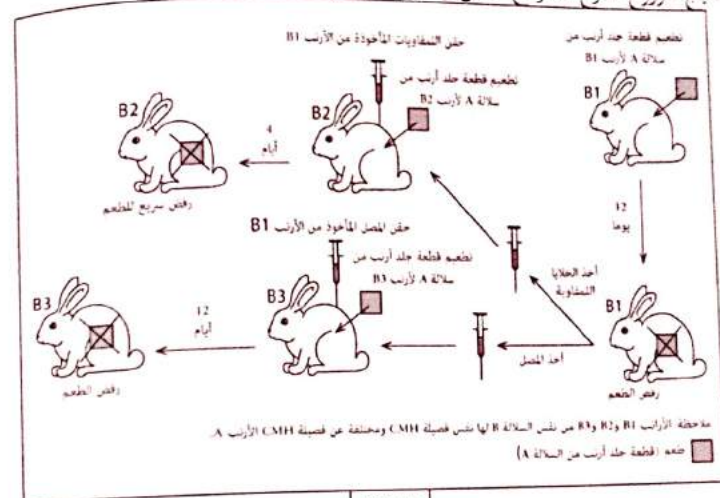 تطعيم قطعة جلد أرنب من
سلالة A لأرنب B1
B1
12
يوما
B1
رفض الطعم
أخذ الخلايا
اللمفاوية
أخذ المصل
حقن اللمفاويات المأخوذة عن الأرنب B1
تطعيم قطعة جلد أرنب من
سلالة A لأرنب B2
B2
4
أيام
B2
رفض سريع للطعم
حقن المصل المأخوذ من الأرنب B1
تطعيم قطعة جلد أرنب من
سلالة A لأرنب B3
B3
12
أيام
B3
رفض الطعم
ملاحظة: الأرانب B1 وB2 وB3 من نفس السلالة B لها نفس فصيلة CMH ومختلفة عن فصيلة CMH الأرنب A.
طعم (قطعة جلد أرنب من السلالة A)